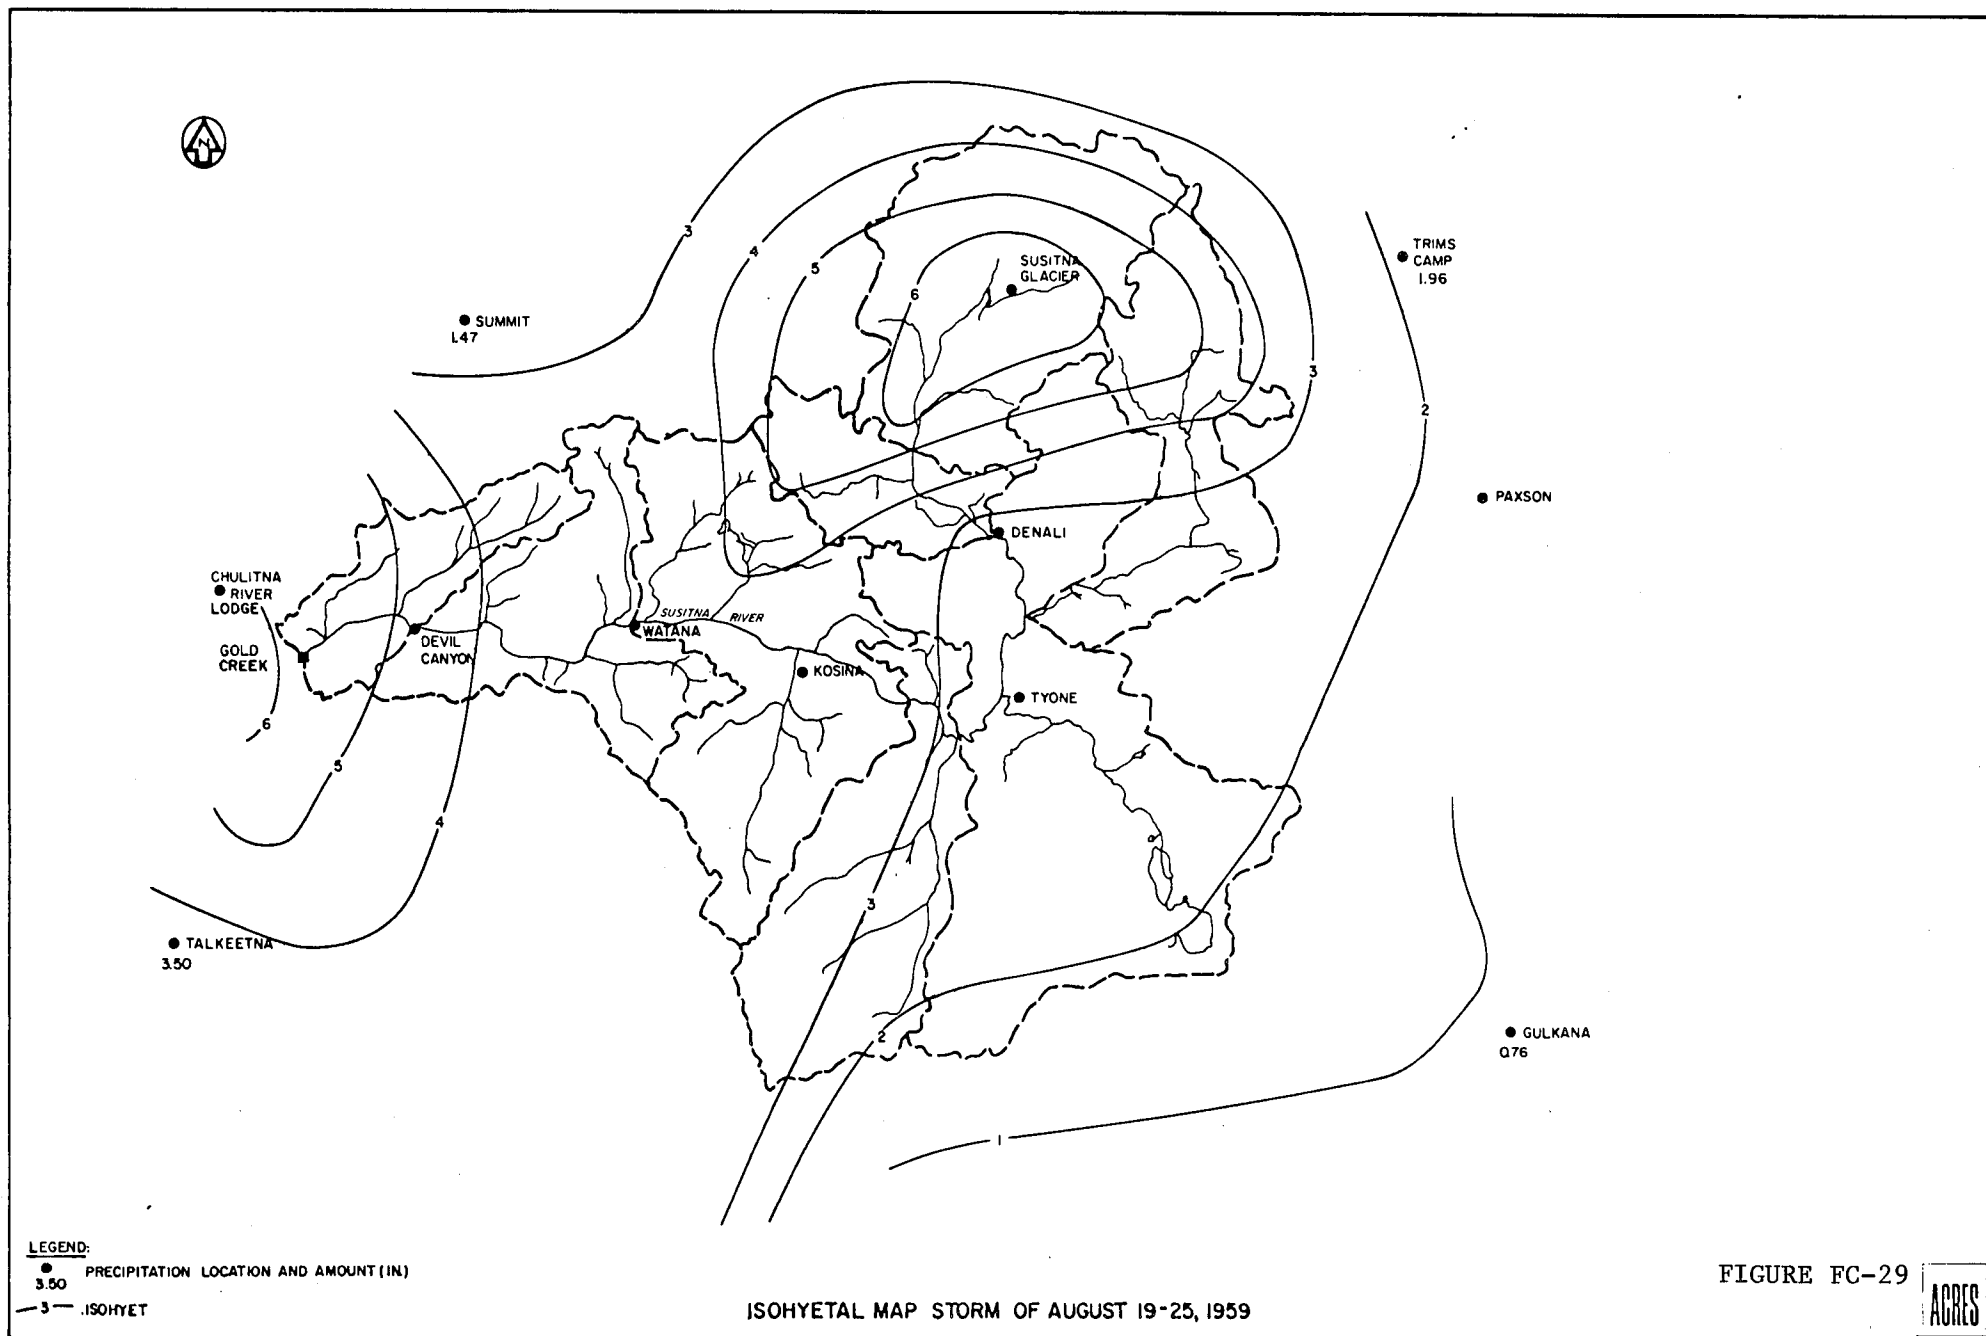 N
3
4
5
6
SUSITNA
GLACIER
TRIMS
CAMP
1.96
SUMMIT
1.47
3
2
PAXSON
DENALI
CHULITNA
RIVER
LODGE
SUSITNA RIVER
WATANA
DEVIL
CANYON
GOLD
CREEK
KOSINA
TYONE
6
5
4
3
TALKEETNA
3.50
2
GULKANA
0.76
1
LEGEND:
3.50 PRECIPITATION LOCATION AND AMOUNT (IN.)
3 .ISOHYET
ISOHYETAL MAP STORM OF AUGUST 19-25, 1959
FIGURE FC-29
ACRES